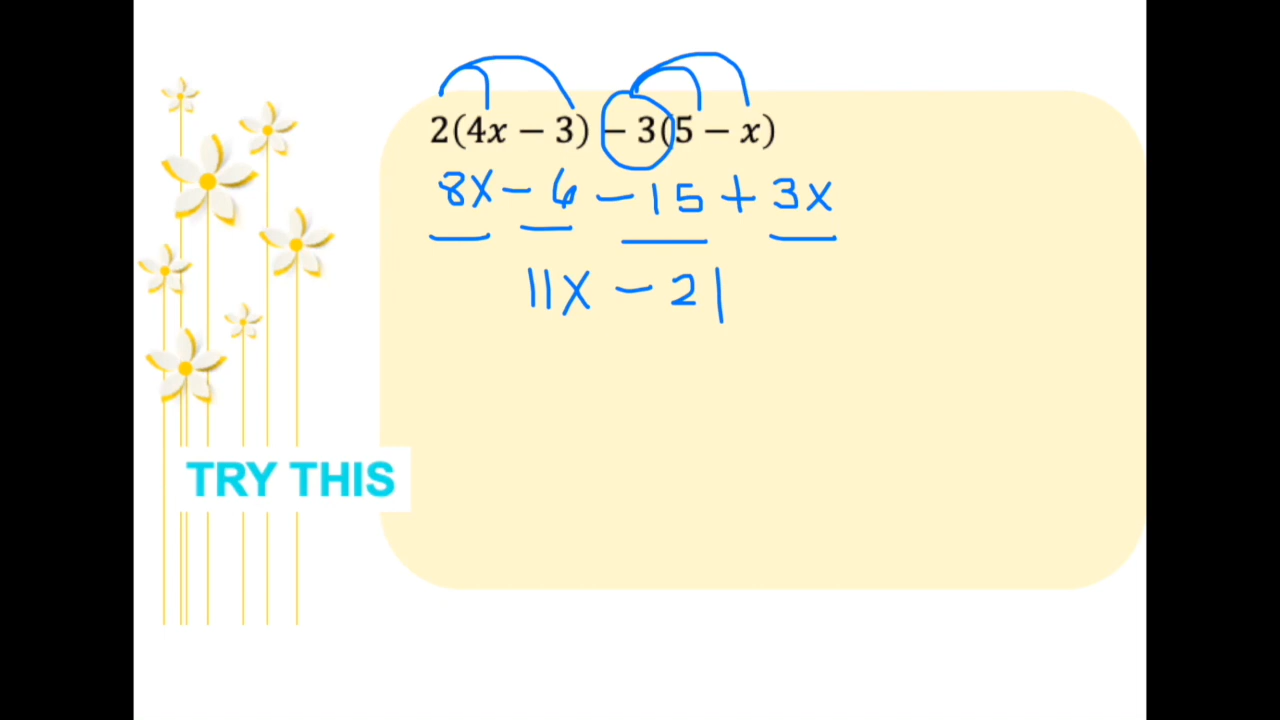 2(4x − 3) − 3(5 − x)
8x − 6 − 15 + 3x
11x − 21
TRY THIS